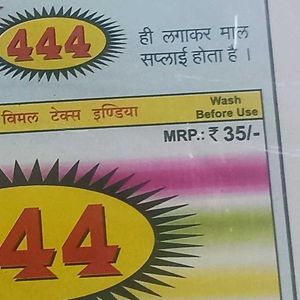 444
ही लगाकर माल
सप्लाई होता है ।
विमल टेक्स इण्डिया
Wash
Before Use
MRP.: ₹ 35/-
44